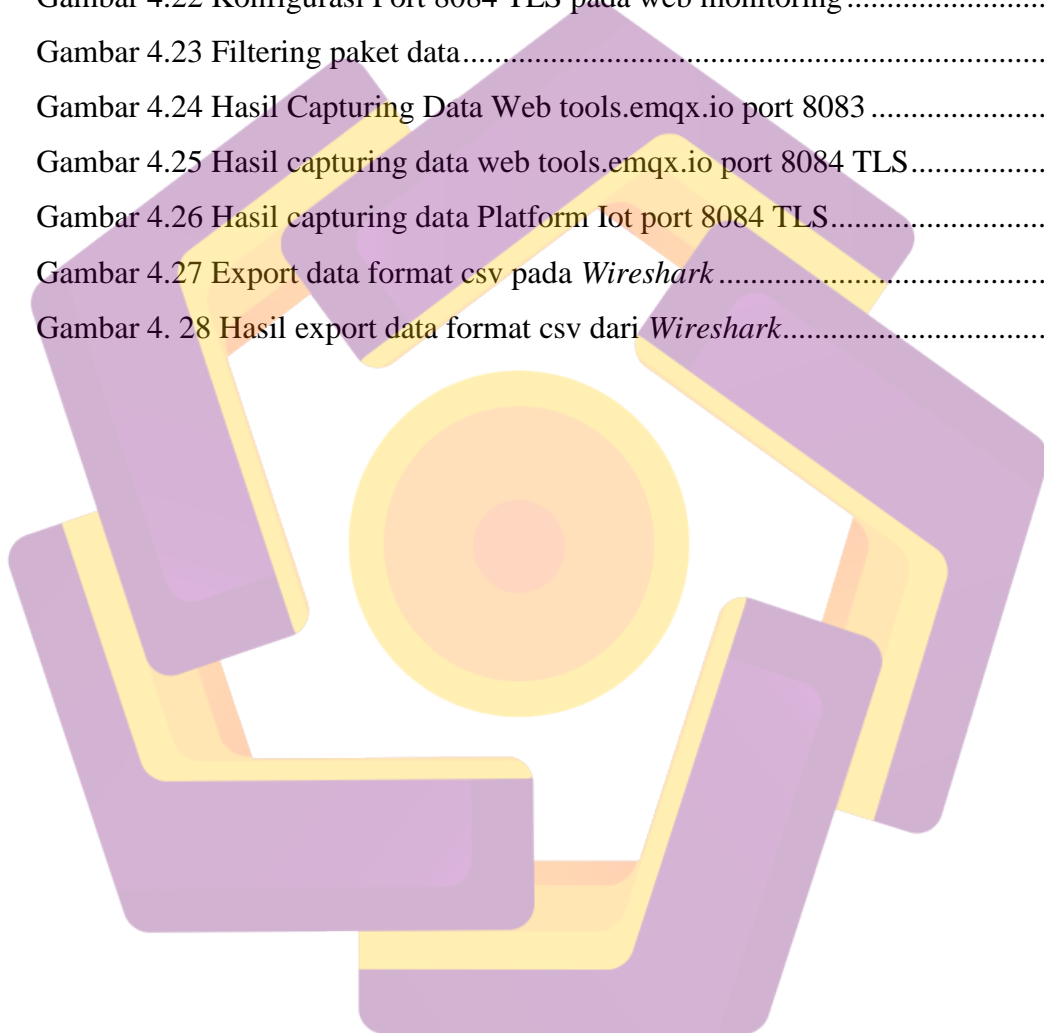 Gambar 4.22 Konfigurasi Port 8084 TLS pada web monitoring.....................................
Gambar 4.23 Filtering paket data.......................................................................................................
Gambar 4.24 Hasil Capturing Data Web tools.emqx.io port 8083 ................................
Gambar 4.25 Hasil capturing data web tools.emqx.io port 8084 TLS.........................
Gambar 4.26 Hasil capturing data Platform Iot port 8084 TLS.......................................
Gambar 4.27 Export data format csv pada Wireshark ..........................................................
Gambar 4. 28 Hasil export data format csv dari Wireshark..............................................